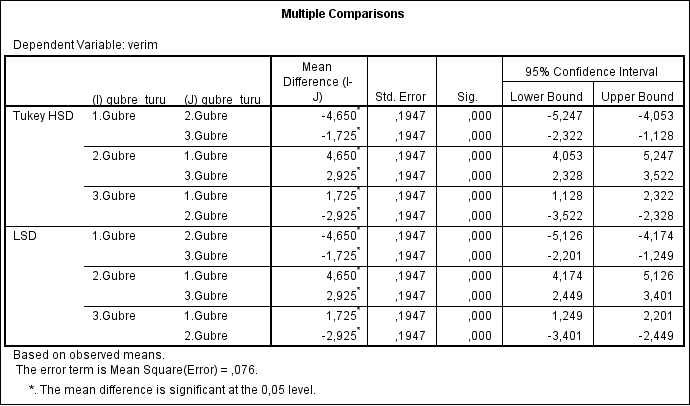 Multiple Comparisons
Dependent Variable: verim
(I) gubre_turu (J) gubre_turu Mean Difference (I-J) Std. Error Sig. 95% Confidence Interval
Lower Bound Upper Bound
Tukey HSD 1.Gubre 2.Gubre -4,650* ,1947 ,000 -5,247 -4,053
3.Gubre -1,725* ,1947 ,000 -2,322 -1,128
2.Gubre 1.Gubre 4,650* ,1947 ,000 4,053 5,247
3.Gubre 2,925* ,1947 ,000 2,328 3,522
3.Gubre 1.Gubre 1,725* ,1947 ,000 1,128 2,322
2.Gubre -2,925* ,1947 ,000 -3,522 -2,328
LSD 1.Gubre 2.Gubre -4,650* ,1947 ,000 -5,126 -4,174
3.Gubre -1,725* ,1947 ,000 -2,201 -1,249
2.Gubre 1.Gubre 4,650* ,1947 ,000 4,174 5,126
3.Gubre 2,925* ,1947 ,000 2,449 3,401
3.Gubre 1.Gubre 1,725* ,1947 ,000 1,249 2,201
2.Gubre -2,925* ,1947 ,000 -3,401 -2,449
Based on observed means.
The error term is Mean Square(Error) = ,076.
*. The mean difference is significant at the 0,05 level.